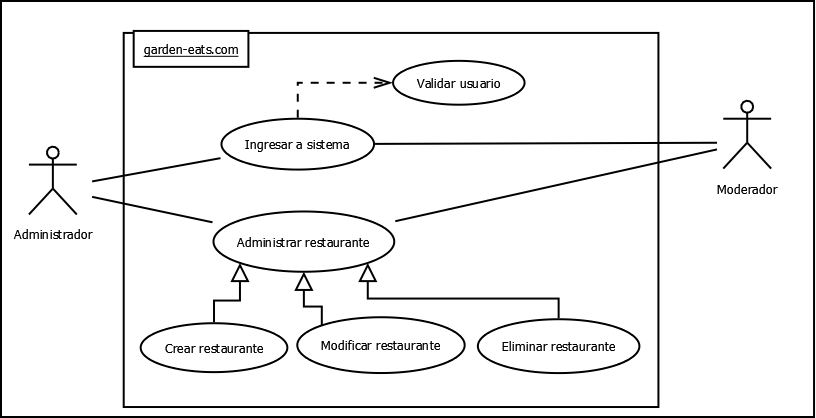 garden-eats.com
Validar usuario
Ingresar a sistema
Moderador
Administrador
Administrar restaurante
Crear restaurante
Modificar restaurante
Eliminar restaurante